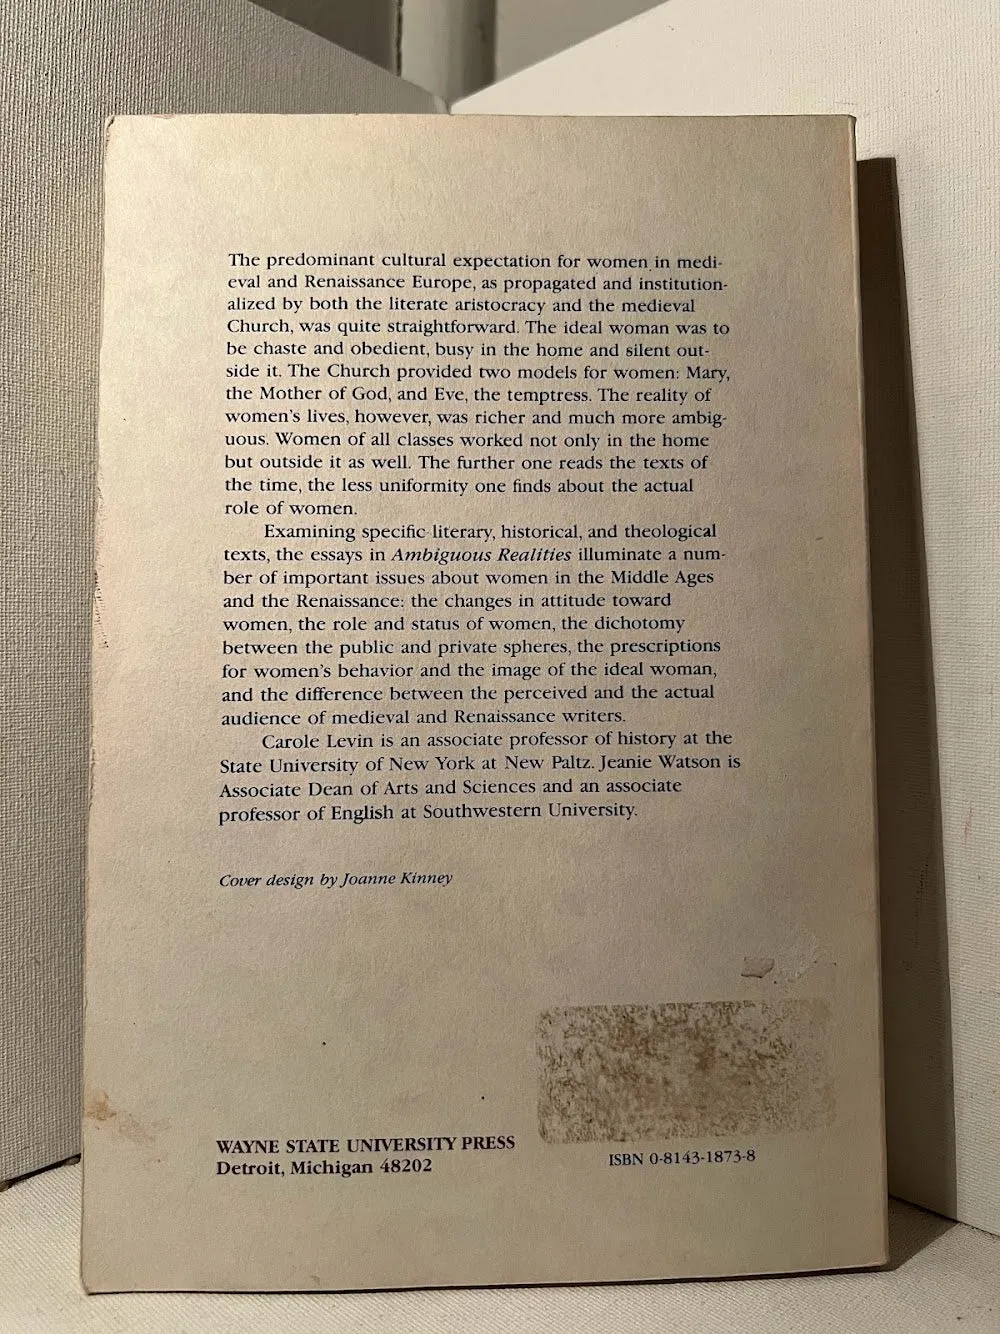 The predominant cultural expectation for women in medi-
eval and Renaissance Europe, as propagated and institution-
alized by both the literate aristocracy and the medieval
Church, was quite straightforward. The ideal woman was to
be chaste and obedient, busy in the home and silent out-
side it. The Church provided two models for women: Mary,
the Mother of God, and Eve, the temptress. The reality of
women's lives, however, was richer and much more ambig-
uous. Women of all classes worked not only in the home
but outside it as well. The further one reads the texts of
the time, the less uniformity one finds about the actual
role of women.
Examining specific literary, historical, and theological
texts, the essays in Ambiguous Realities illuminate a num-
ber of important issues about women in the Middle Ages
and the Renaissance: the changes in attitude toward
women, the role and status of women, the dichotomy
between the public and private spheres, the prescriptions
for women's behavior and the image of the ideal woman,
and the difference between the perceived and the actual
audience of medieval and Renaissance writers.
Carole Levin is an associate professor of history at the
State University of New York at New Paltz. Jeanie Watson is
Associate Dean of Arts and Sciences and an associate
professor of English at Southwestern University.
Cover design by Joanne Kinney
WAYNE STATE UNIVERSITY PRESS
Detroit, Michigan 48202
ISBN 0-8143-1873-8